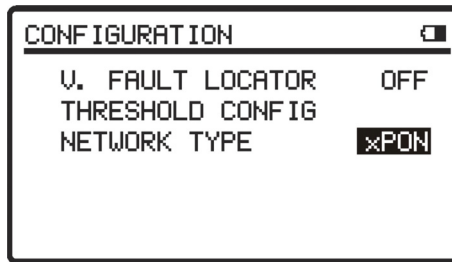 CONFIGURATION
V. FAULT LOCATOR OFF
THRESHOLD CONFIG
NETWORK TYPE xPON